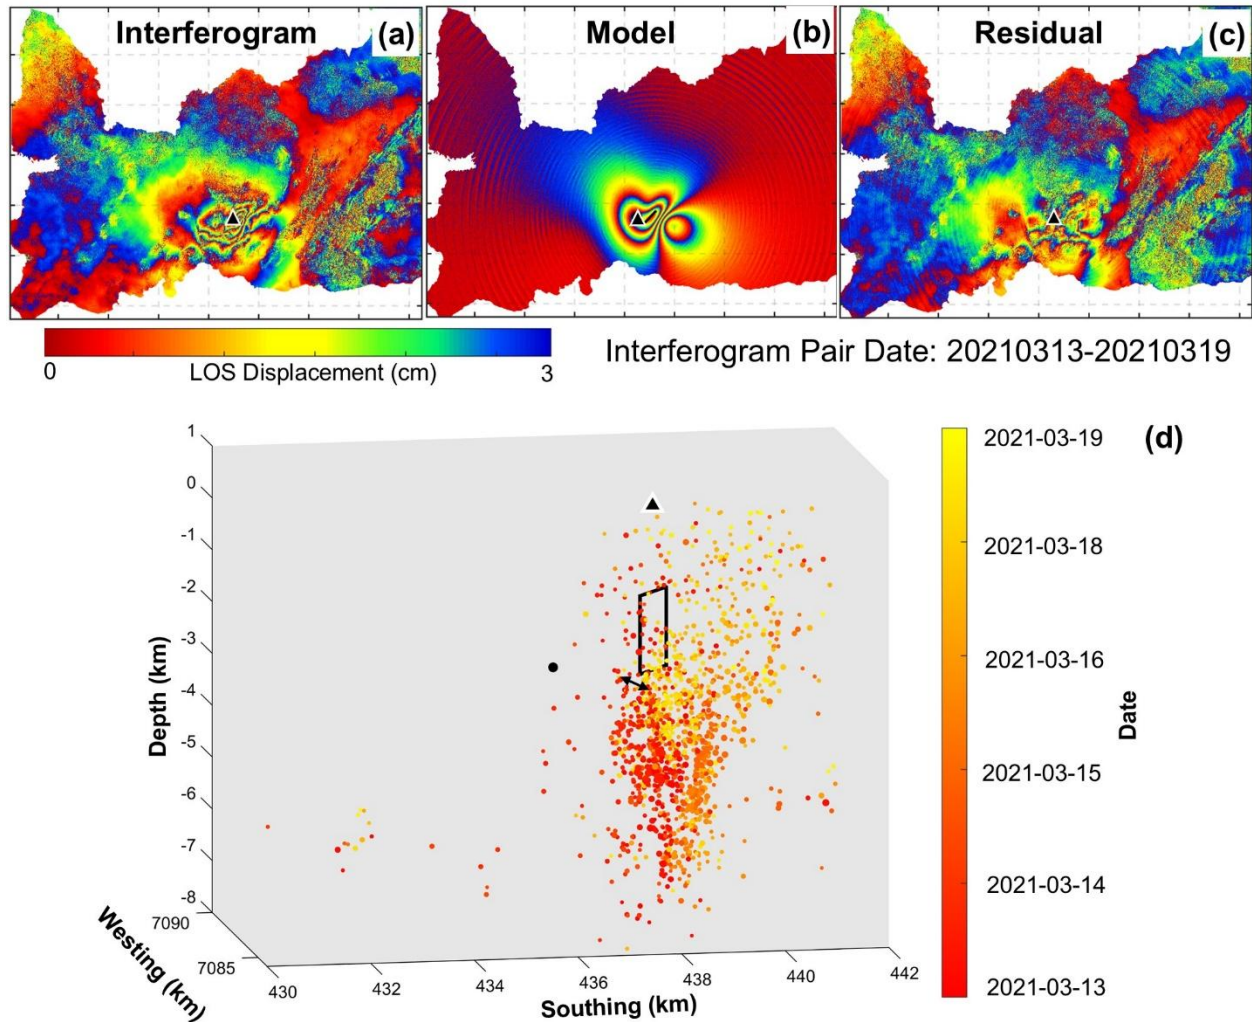 Interferogram (a)
Model (b)
Residual (c)
0 LOS Displacement (cm) 3
Interferogram Pair Date: 20210313-20210319
(d)
1
0
-1
-2
-3
-4
-5
-6
-7
-8
Depth (km)
7090
7085
Westing (km)
430
432
434
436
438
440
442
Southing (km)
2021-03-19
2021-03-18
2021-03-16
2021-03-15
2021-03-14
2021-03-13
Date